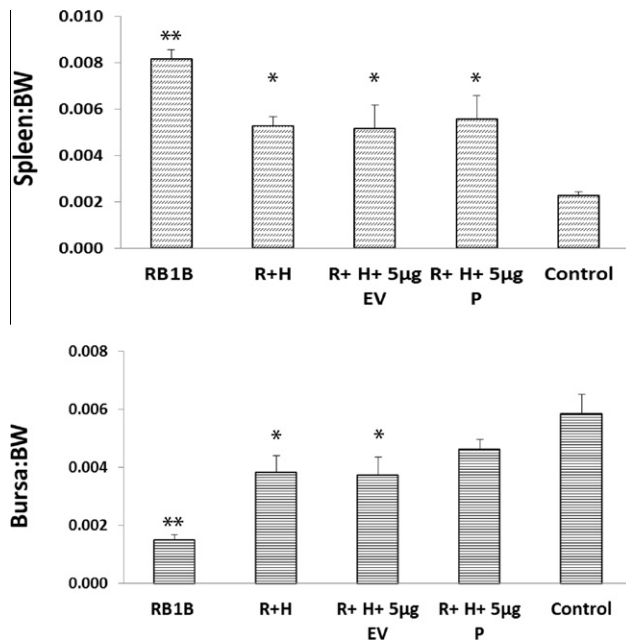 Spleen:BW
0.010
0.008
0.006
0.004
0.002
0.000
**
*
*
*
RB1B
R+H
R+ H+ 5µg
EV
R+ H+ 5µg
P
Control
Bursa:BW
0.008
0.006
0.004
0.002
0.000
**
*
*
RB1B
R+H
R+ H+ 5µg
EV
R+ H+ 5µg
P
Control